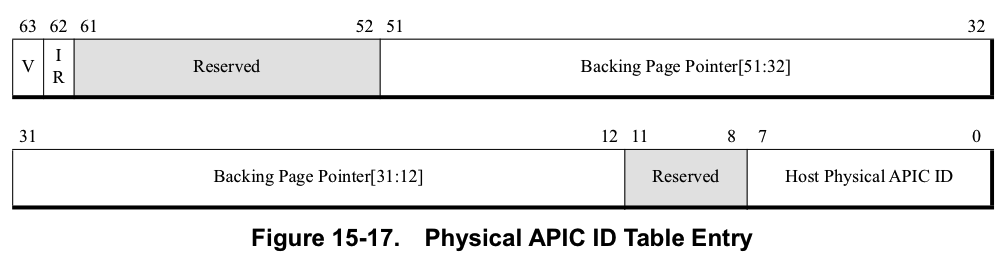 63 62 61 52 51 32
V I R Reserved Backing Page Pointer[51:32]
31 12 11 8 7 0
Backing Page Pointer[31:12] Reserved Host Physical APIC ID
Figure 15-17. Physical APIC ID Table Entry